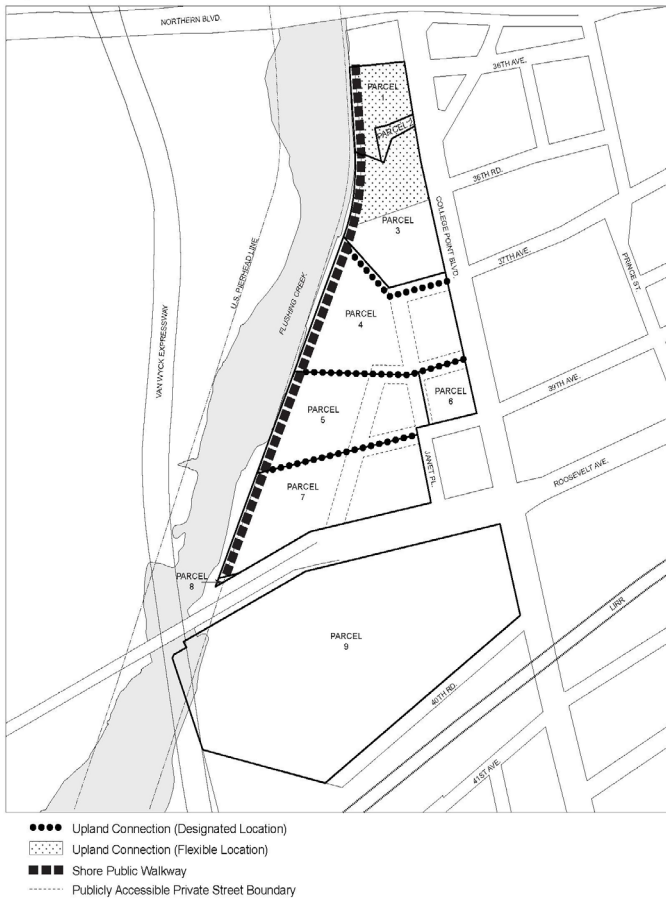 NORTHERN BLVD.
36TH AVE.
PARCEL
1
PARCEL 2
36TH RD.
COLLEGE POINT BLVD.
PARCEL
3
37TH AVE.
PRINCE ST.
U.S. PIERHEAD LINE
FLUSHING CREEK
VAN WYCK EXPRESSWAY
PARCEL
4
39TH AVE.
PARCEL
6
PARCEL
5
JANET PL.
ROOSEVELT AVE.
PARCEL
7
PARCEL
8
LIRR
PARCEL
9
40TH RD.
41ST AVE.
Upland Connection (Designated Location)
Upland Connection (Flexible Location)
Shore Public Walkway
Publicly Accessible Private Street Boundary